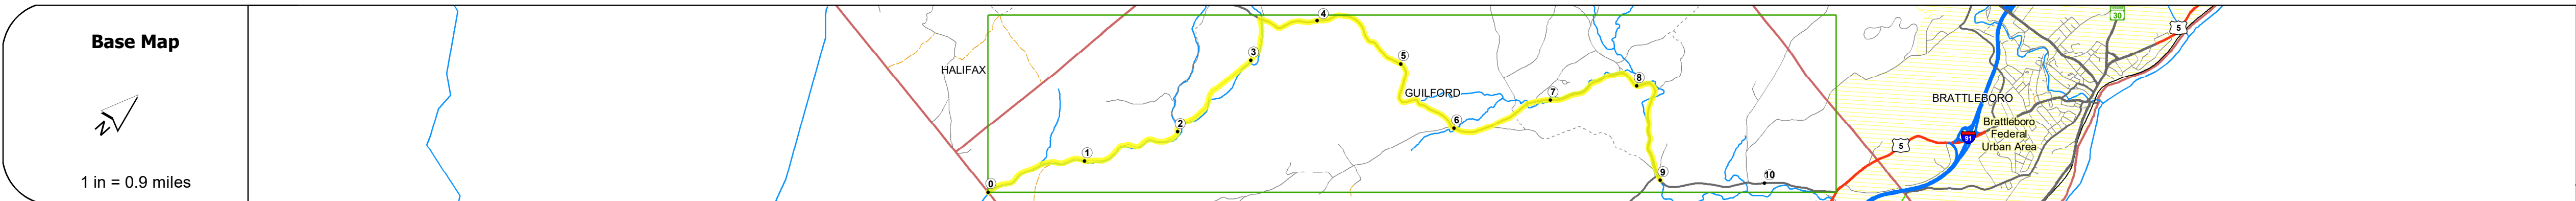 Base Map
N
1 in = 0.9 miles
HALIFAX
0
1
2
3
4
5
GUILFORD
6
7
8
9
10
BRATTLEBORO
Brattleboro
Federal
Urban Area
5
91
30
5